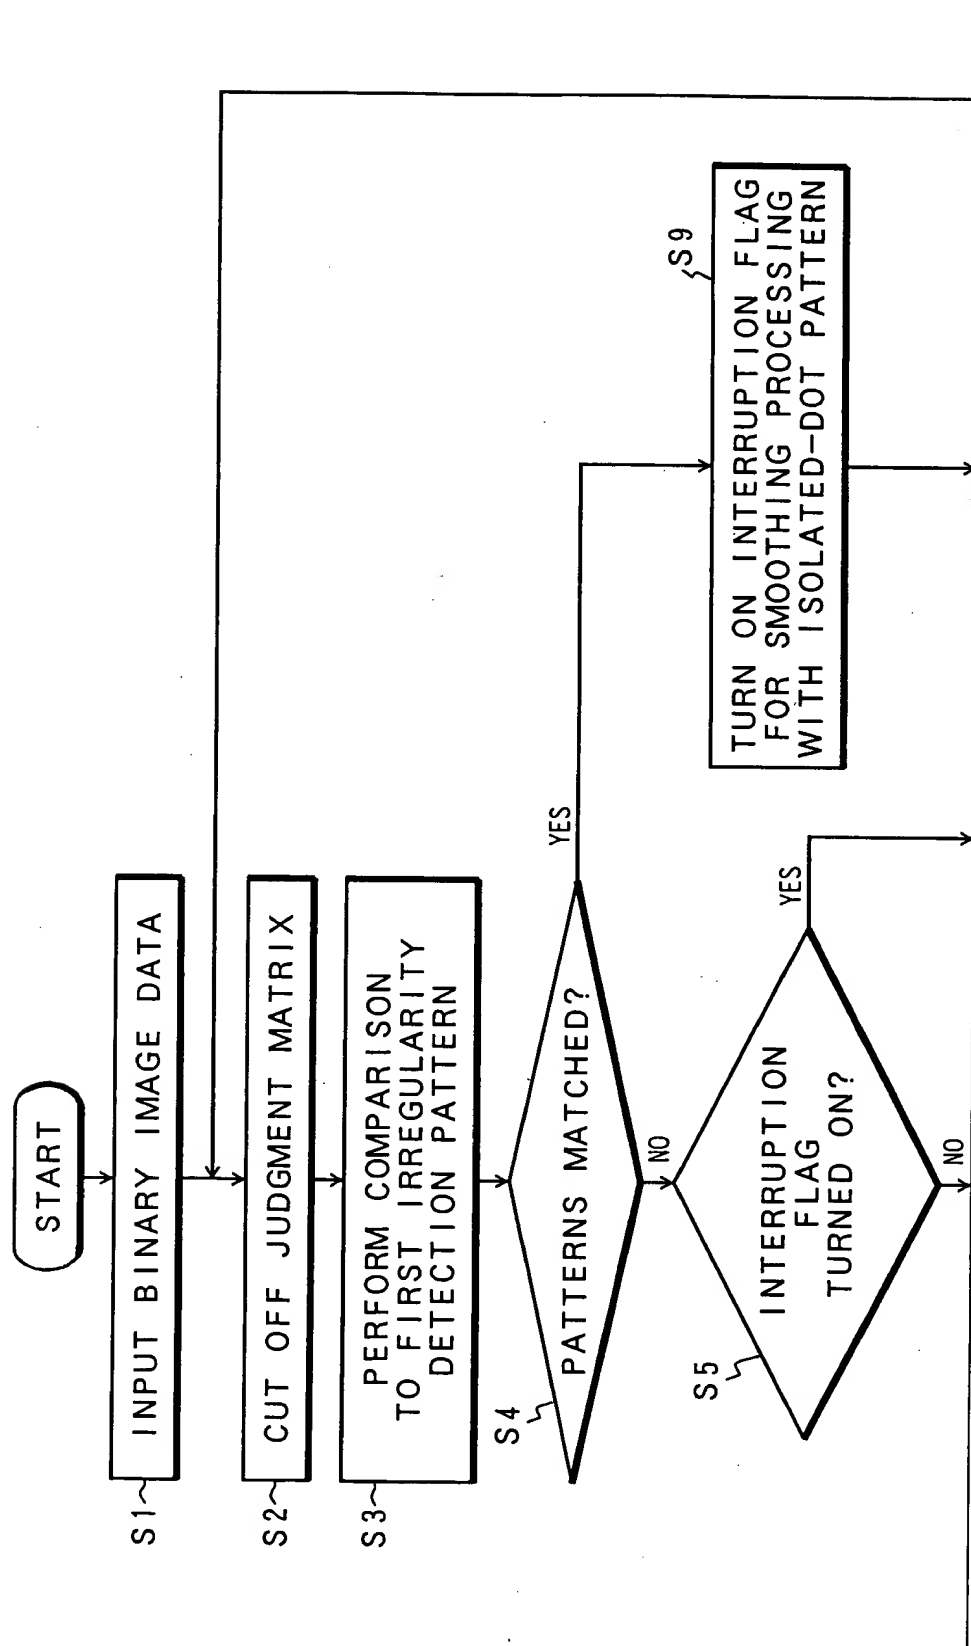 START
S1
INPUT BINARY IMAGE DATA
S2
CUT OFF JUDGMENT MATRIX
S3
PERFORM COMPARISON
TO FIRST IRREGULARITY
DETECTION PATTERN
S4
PATTERNS MATCHED?
YES
NO
S9
TURN ON INTERRUPTION FLAG
FOR SMOOTHING PROCESSING
WITH ISOLATED-DOT PATTERN
S5
INTERRUPTION
FLAG
TURNED ON?
YES
NO